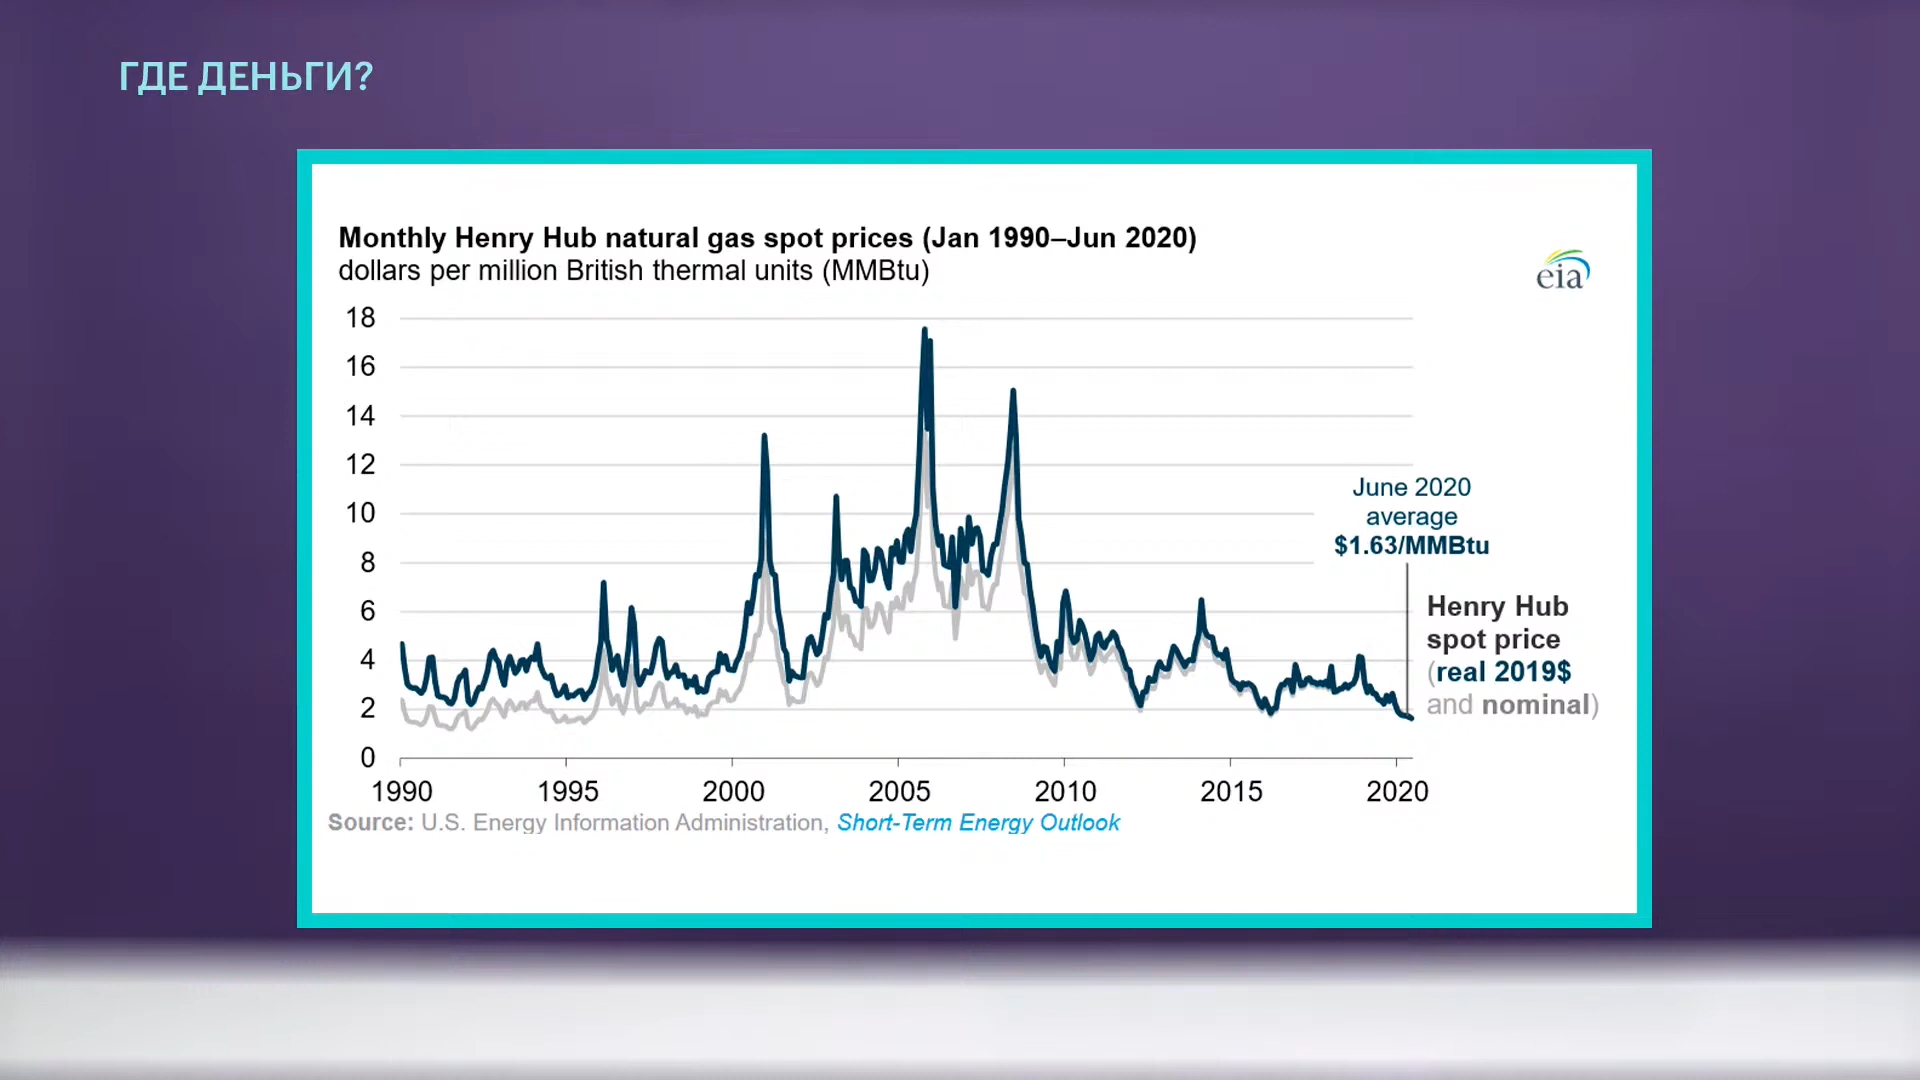 ГДЕ ДЕНЬГИ?
Monthly Henry Hub natural gas spot prices (Jan 1990–Jun 2020)
dollars per million British thermal units (MMBtu)
eia
18
16
14
12
10
8
6
4
2
0
June 2020
average
$1.63/MMBtu
Henry Hub
spot price
(real 2019$
and nominal)
1990 1995 2000 2005 2010 2015 2020
Source: U.S. Energy Information Administration, Short-Term Energy Outlook